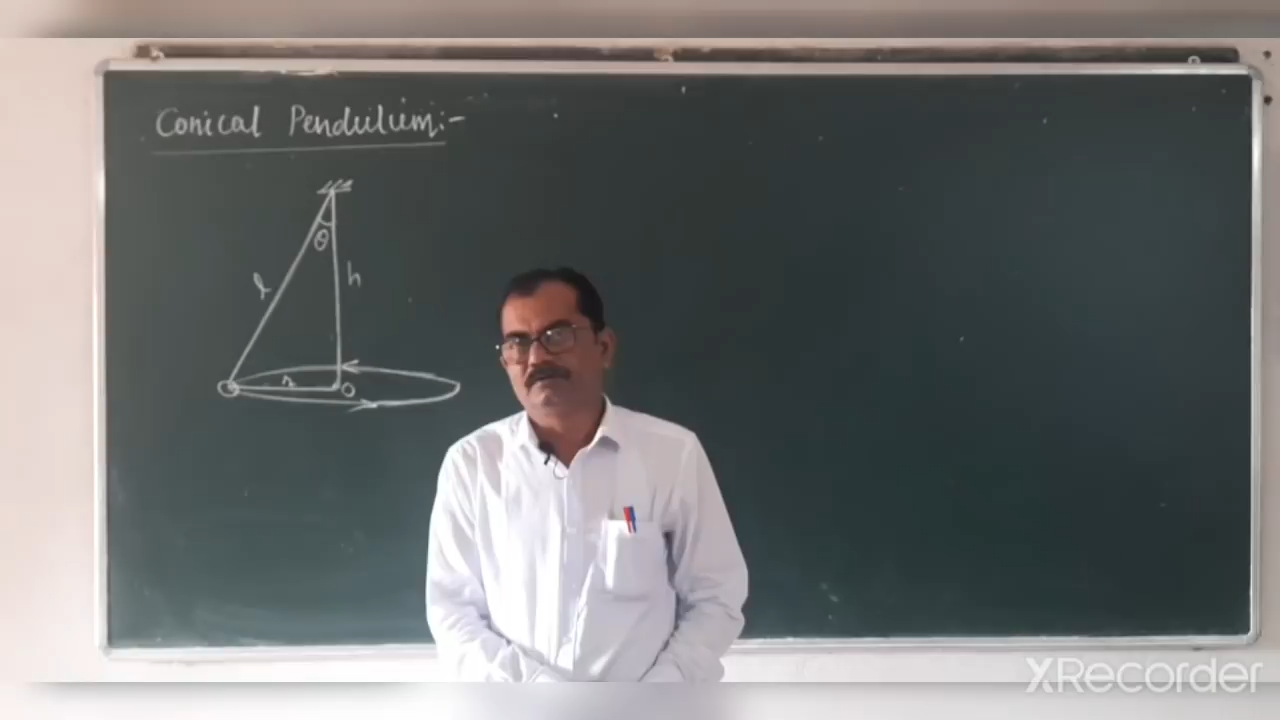 Conical Pendulum:-
θ
l
h
r
O
XRecorder